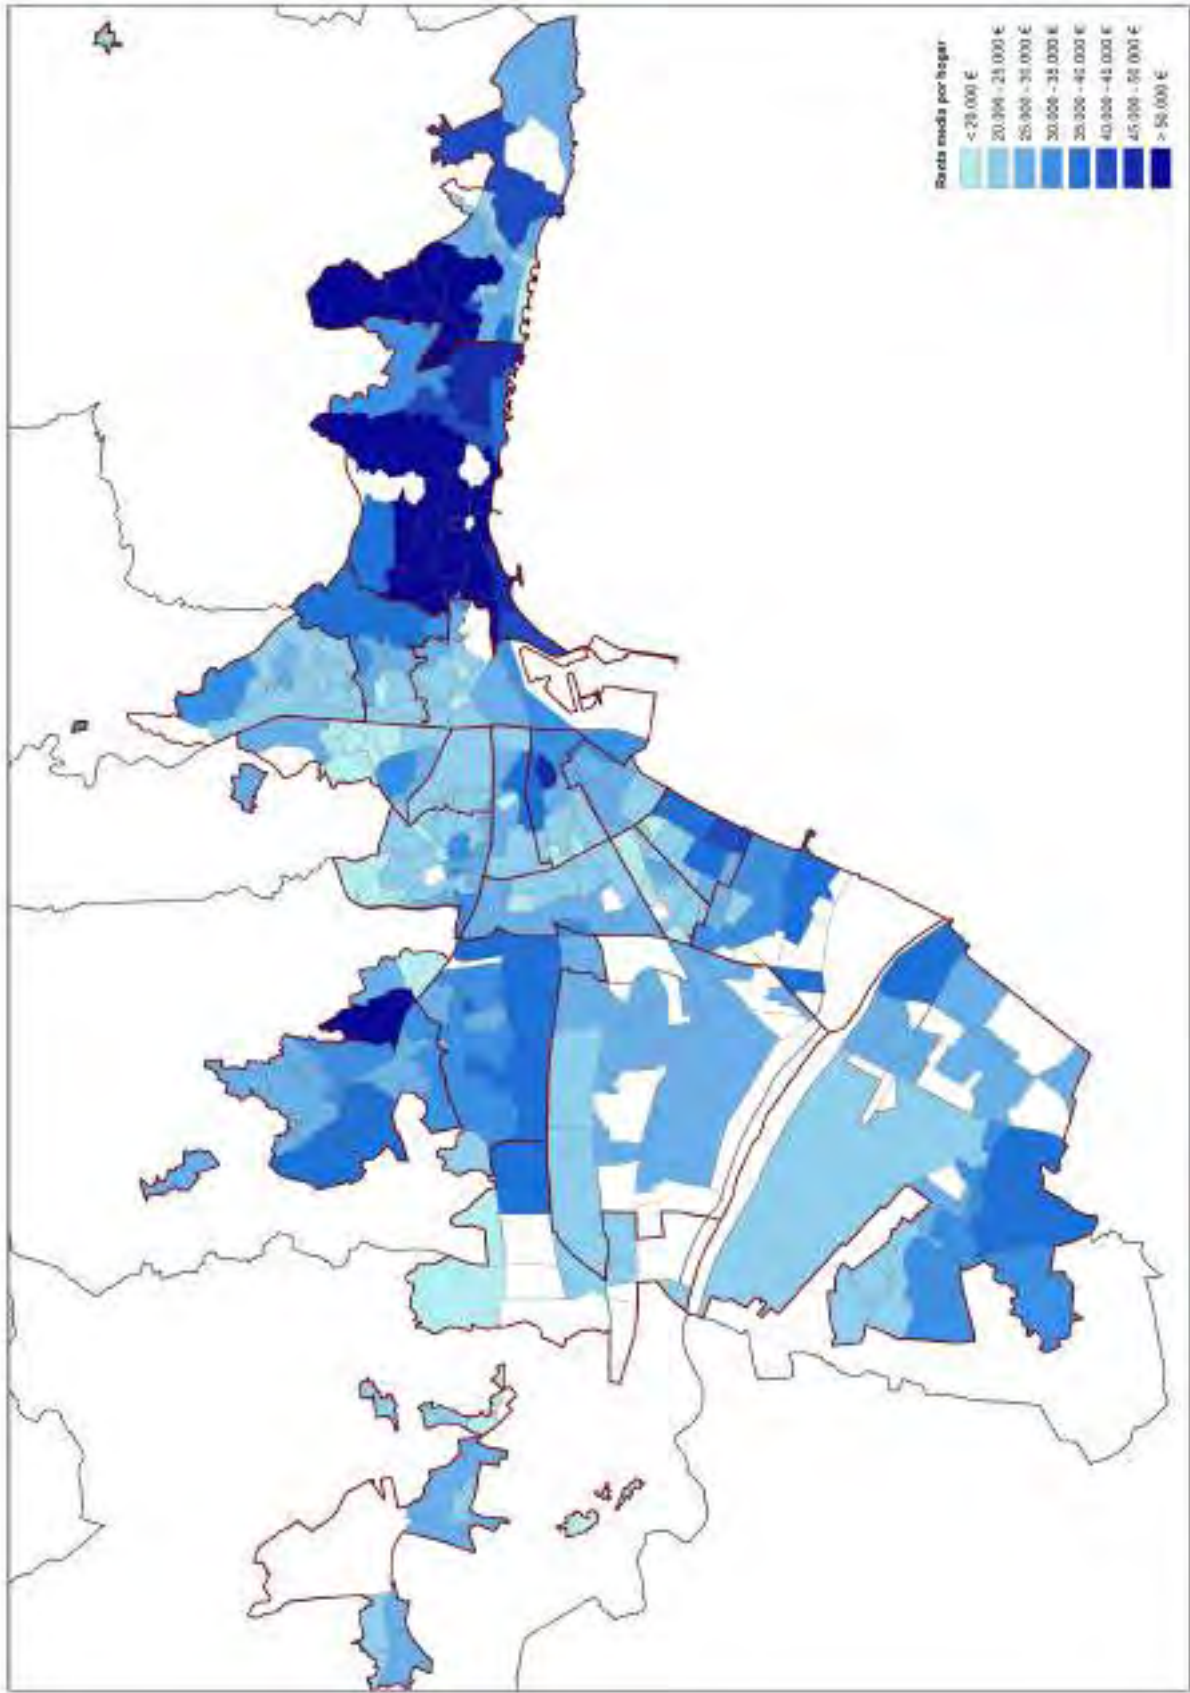 Renta media por hogar
< 20.000 €
20.000 - 25.000 €
25.000 - 30.000 €
30.000 - 35.000 €
35.000 - 40.000 €
40.000 - 45.000 €
45.000 - 50.000 €
> 50.000 €